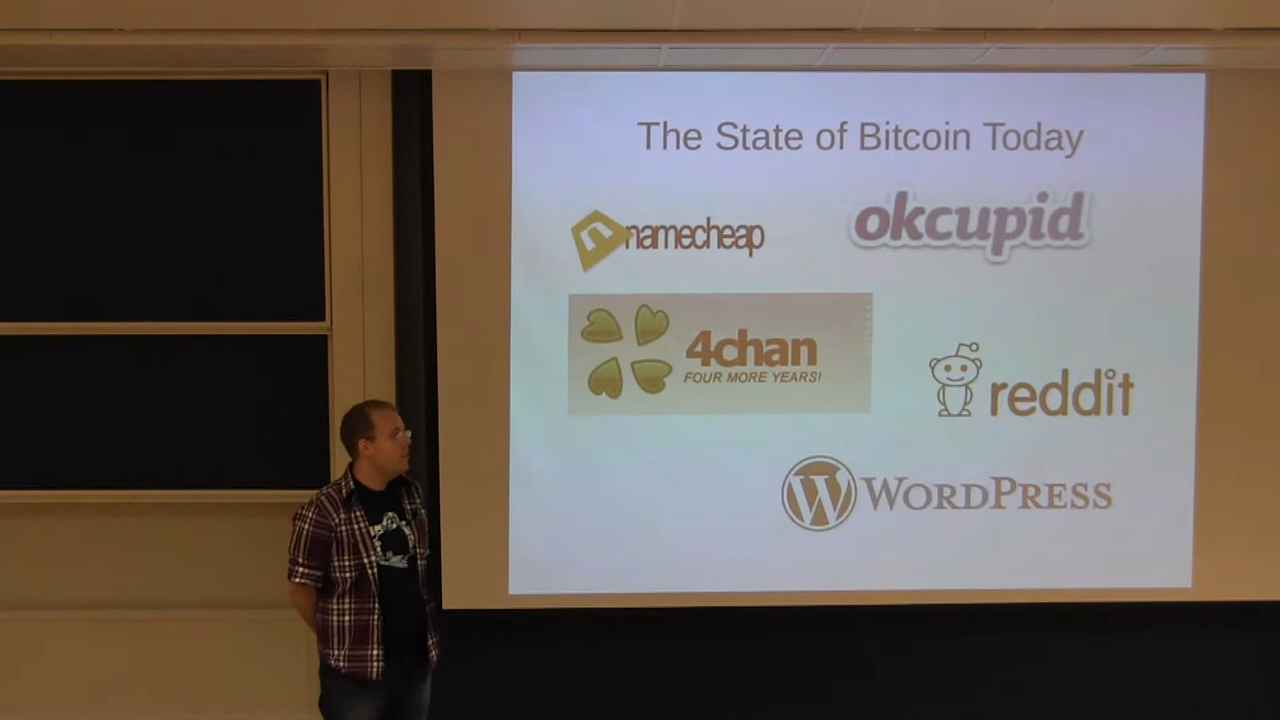 The State of Bitcoin Today
namecheap
okcupid
4chan
FOUR MORE YEARS!
reddit
WORDPRESS